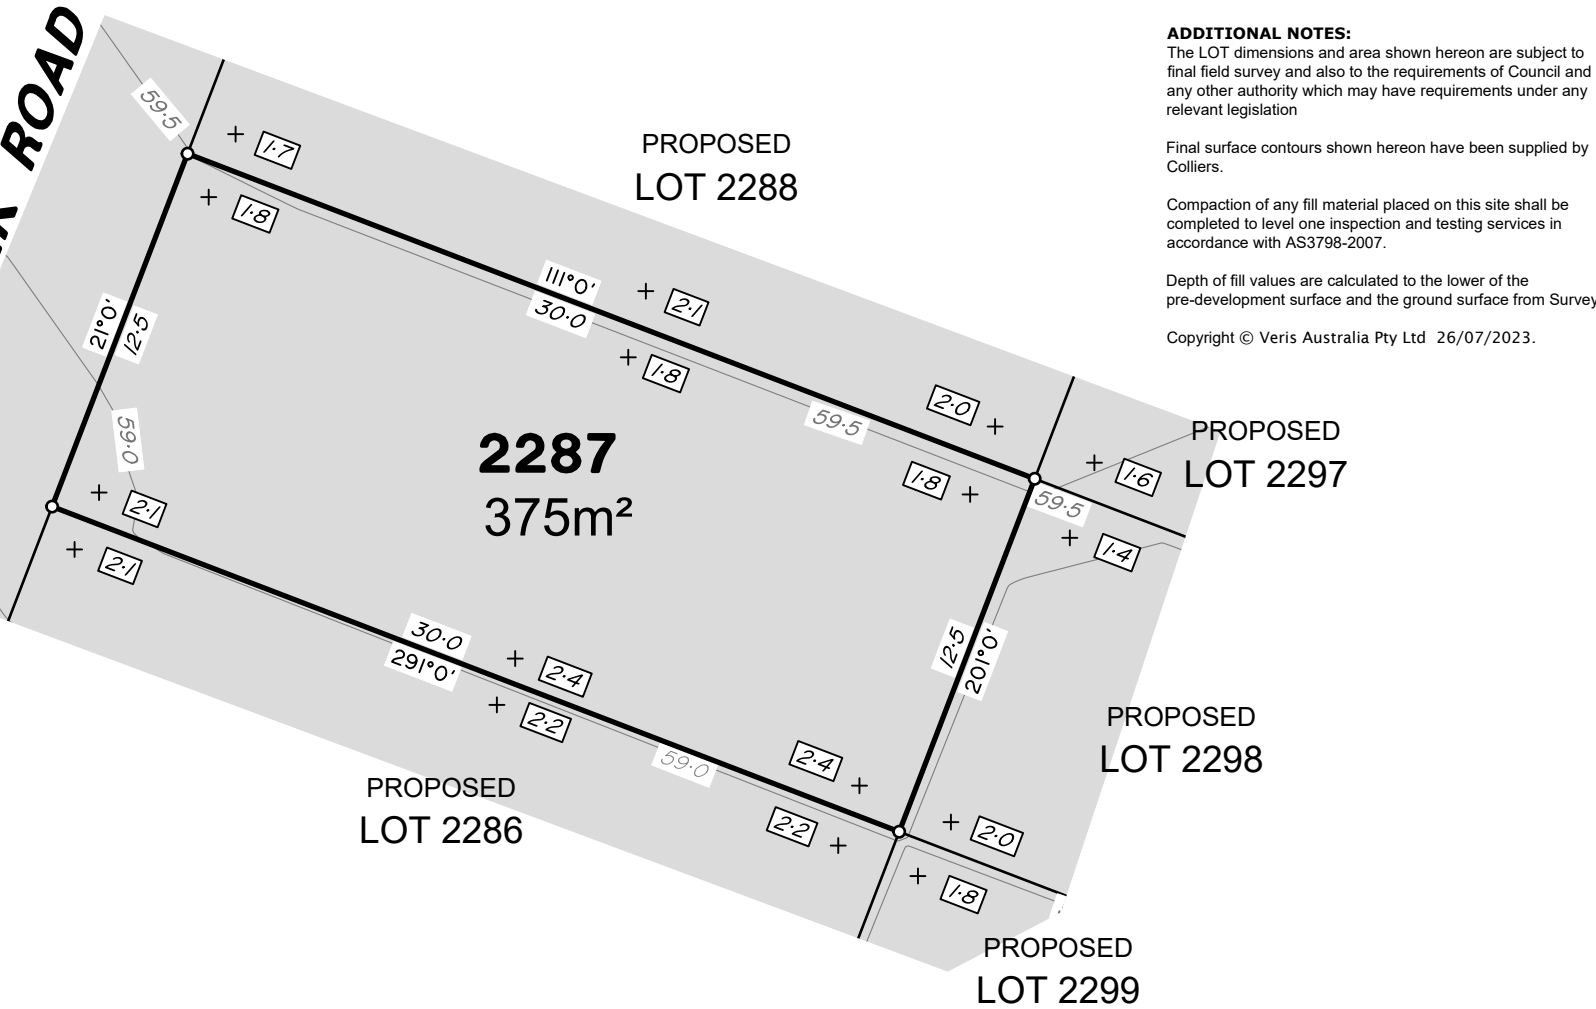 ROAD
ADDITIONAL NOTES:
The LOT dimensions and area shown hereon are subject to
final field survey and also to the requirements of Council and
any other authority which may have requirements under any
relevant legislation
Final surface contours shown hereon have been supplied by
Colliers.
Compaction of any fill material placed on this site shall be
completed to level one inspection and testing services in
accordance with AS3798-2007.
Depth of fill values are calculated to the lower of the
pre-development surface and the ground surface from Survey
Copyright © Veris Australia Pty Ltd 26/07/2023.
59·5
1·7
PROPOSED
LOT 2288
1·8
111°0'
30·0
2·1
1·8
21°0'
12·5
2·0
59·5
1·8
59·0
PROPOSED
LOT 2297
1·6
59·5
1·4
2287
375m²
2·1
2·1
30·0
291°0'
2·4
2·2
12·5
201°0'
PROPOSED
LOT 2298
59·0
2·4
2·2
PROPOSED
LOT 2286
2·0
1·8
PROPOSED
LOT 2299